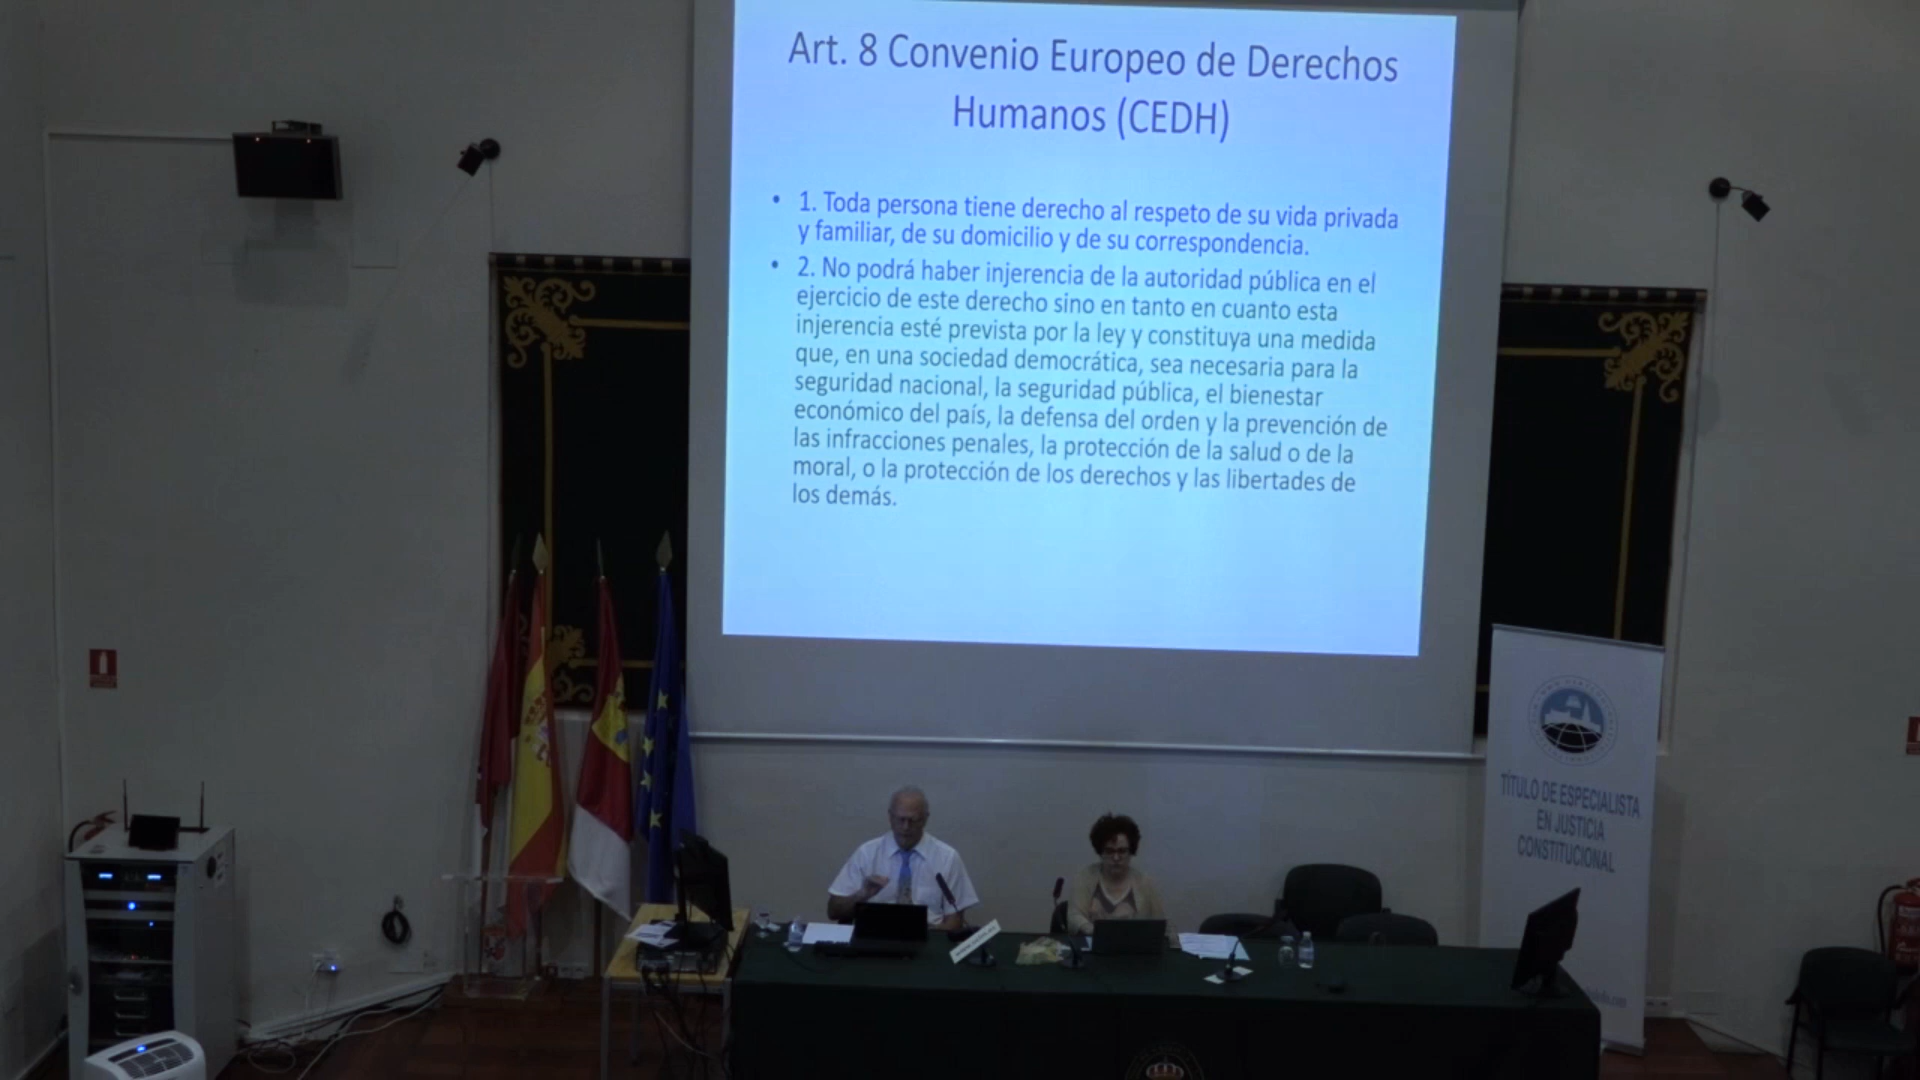 Art. 8 Convenio Europeo de Derechos
Humanos (CEDH)
• 1. Toda persona tiene derecho al respeto de su vida privada
y familiar, de su domicilio y de su correspondencia.
• 2. No podrá haber injerencia de la autoridad pública en el
ejercicio de este derecho sino en tanto en cuanto esta
injerencia esté prevista por la ley y constituya una medida
que, en una sociedad democrática, sea necesaria para la
seguridad nacional, la seguridad pública, el bienestar
económico del país, la defensa del orden y la prevención de
las infracciones penales, la protección de la salud o de la
moral, o la protección de los derechos y las libertades de
los demás.
TÍTULO DE ESPECIALISTA
EN JUSTICIA
CONSTITUCIONAL